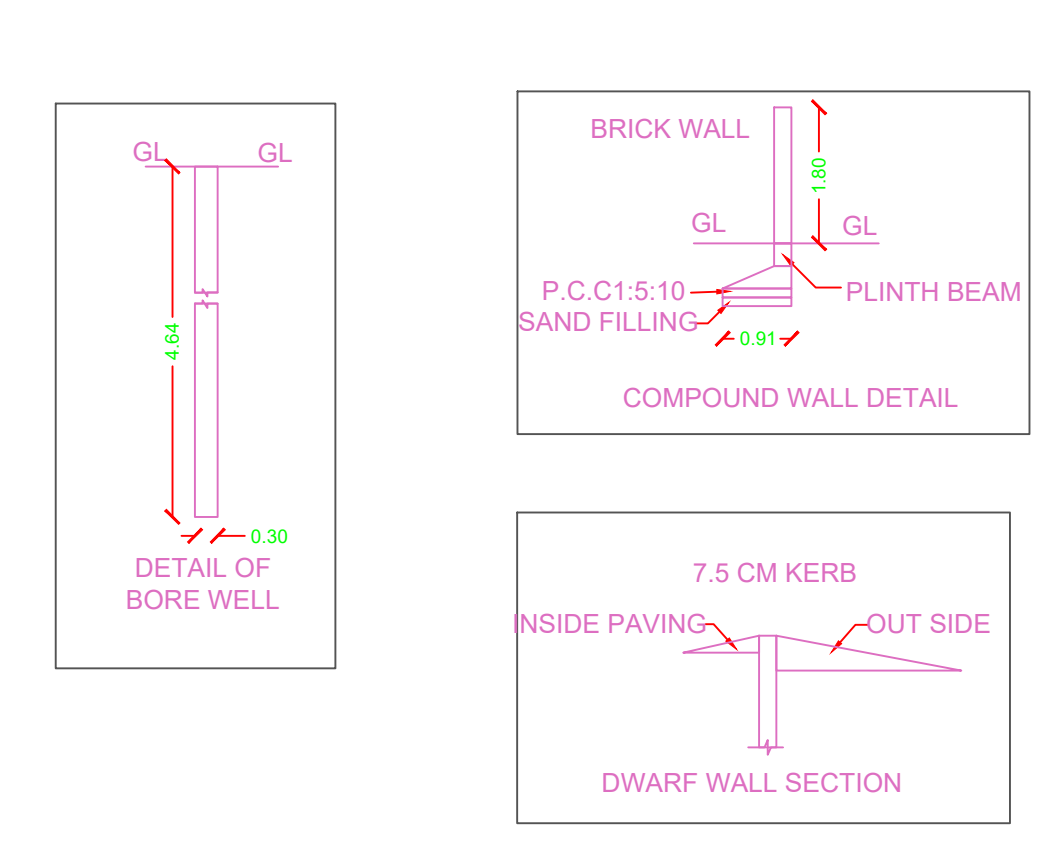 GL GL
4.64
0.30
DETAIL OF
BORE WELL
BRICK WALL
1.80
GL GL
P.C.C1:5:10
PLINTH BEAM
SAND FILLING
0.91
COMPOUND WALL DETAIL
7.5 CM KERB
INSIDE PAVING OUT SIDE
DWARF WALL SECTION